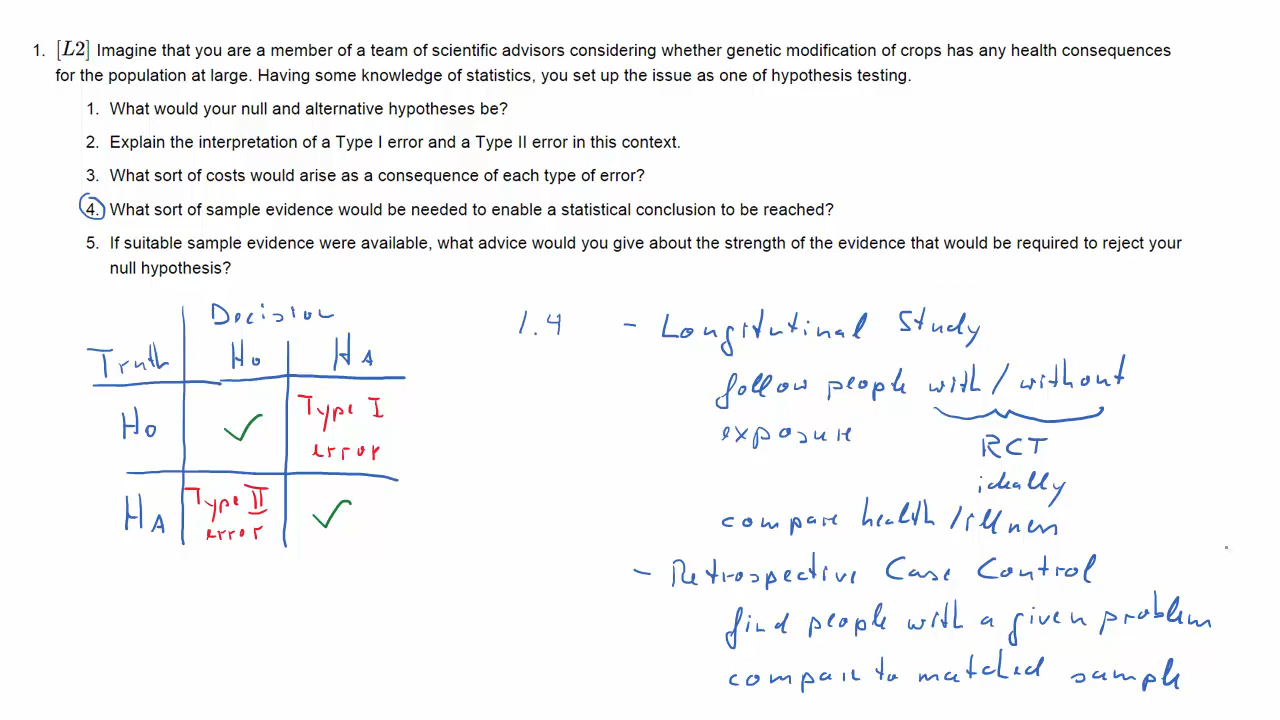 1. [L2] Imagine that you are a member of a team of scientific advisors considering whether genetic modification of crops has any health consequences
for the population at large. Having some knowledge of statistics, you set up the issue as one of hypothesis testing.
1. What would your null and alternative hypotheses be?
2. Explain the interpretation of a Type I error and a Type II error in this context.
3. What sort of costs would arise as a consequence of each type of error?
4. What sort of sample evidence would be needed to enable a statistical conclusion to be reached?
5. If suitable sample evidence were available, what advice would you give about the strength of the evidence that would be required to reject your
null hypothesis?
Decision
Truth H0 HA
H0 ✓ Type I
error
HA Type II ✓
error
1.4 - Longitutinal Study
follow people with/without
exposure
RCT
ideally
compare health/illness
- Retrospective Case Control
find people with a given problem
compare to matched sample